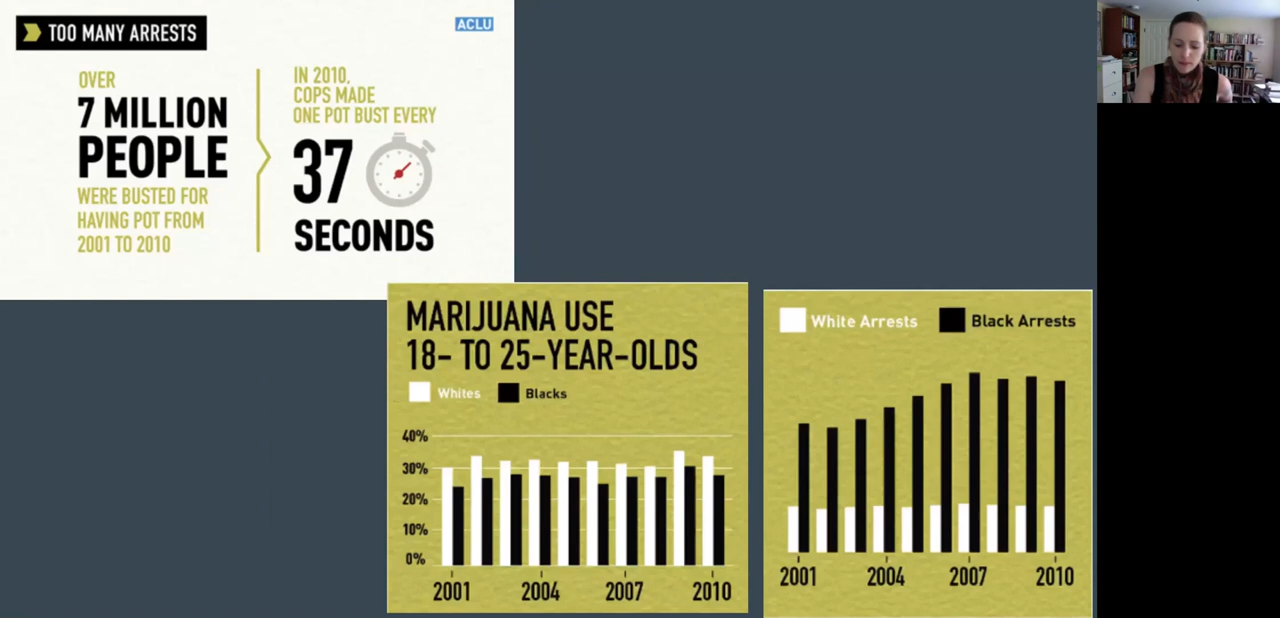 TOO MANY ARRESTS
ACLU
OVER
7 MILLION
PEOPLE
WERE BUSTED FOR
HAVING POT FROM
2001 TO 2010
IN 2010,
COPS MADE
ONE POT BUST EVERY
37
SECONDS
MARIJUANA USE
18- TO 25-YEAR-OLDS
Whites Blacks
40%
30%
20%
10%
0%
2001 2004 2007 2010
White Arrests Black Arrests
2001 2004 2007 2010